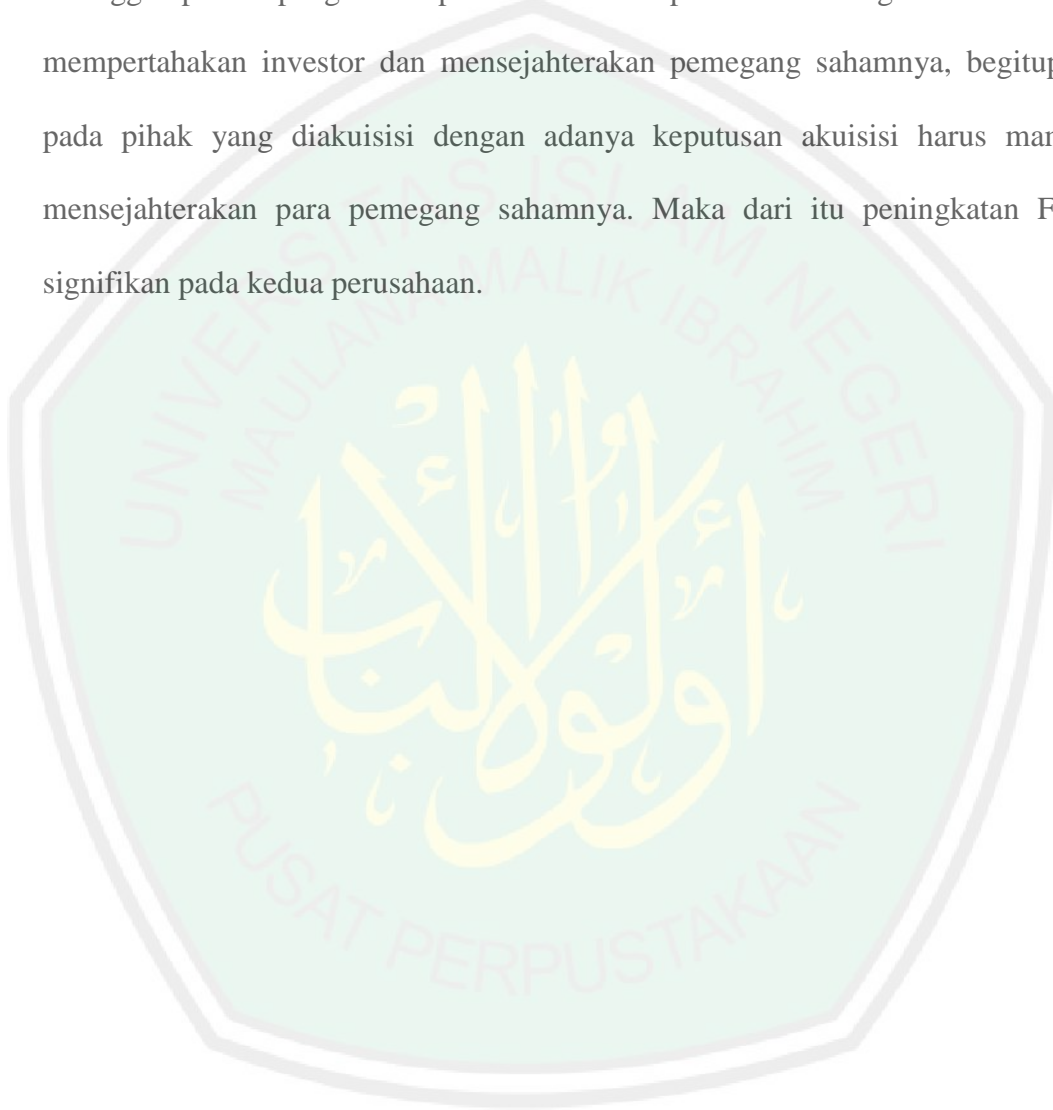 mempertahakan investor dan mensejahterakan pemegang sahamnya, begitup
pada pihak yang diakuisisi dengan adanya keputusan akuisisi harus mam
mensejahterakan para pemegang sahamnya. Maka dari itu peningkatan
signifikan pada kedua perusahaan.
UNIVERSITAS ISLAM NEGERI
MAULANA MALIK IBRAHIM
PUSAT PERPUSTAKAAN